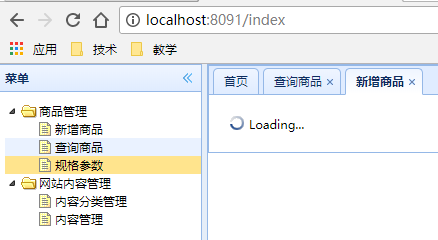 localhost:8091/index
应用 技术 教学
菜单
首页 查询商品 新增商品
商品管理
新增商品
查询商品
规格参数
网站内容管理
内容分类管理
内容管理
Loading...